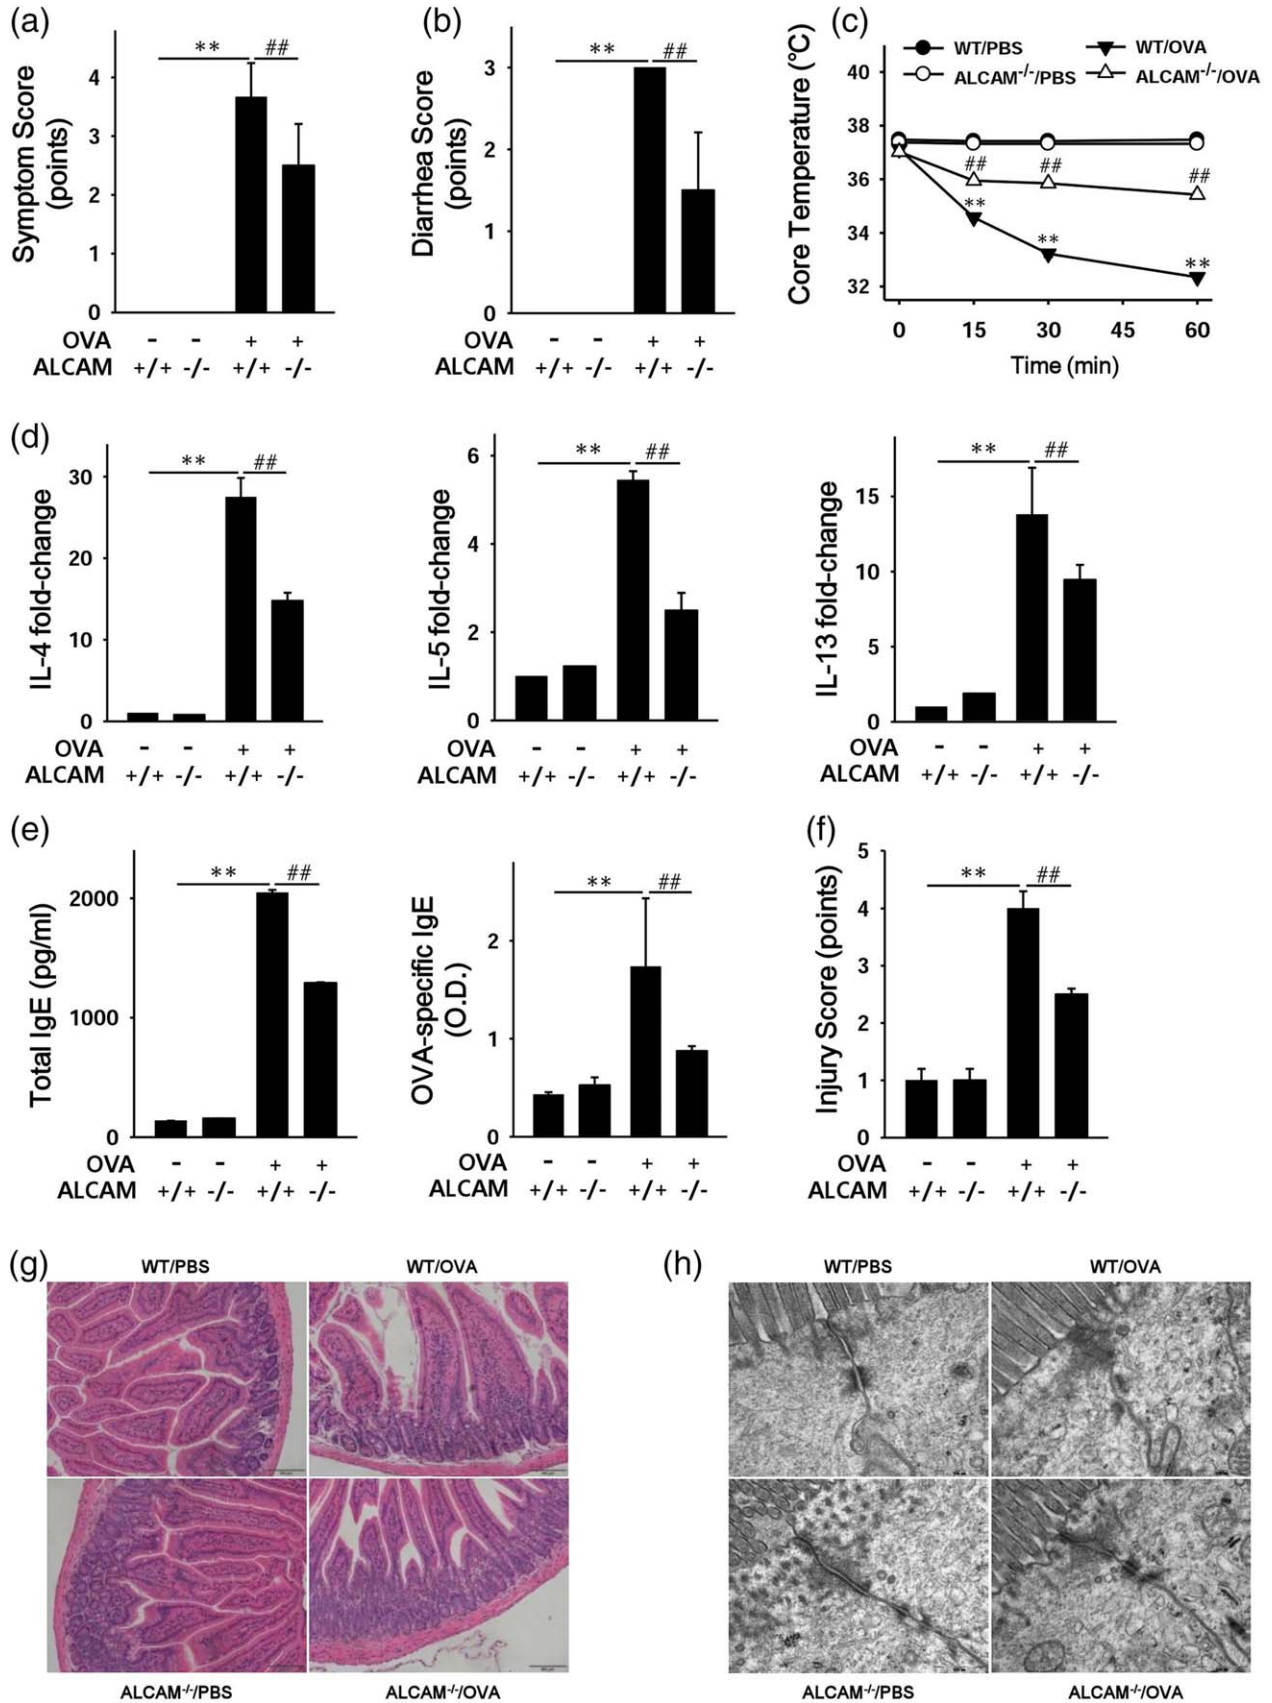 (a)
Symptom Score
(points)
4
3
2
1
0
** ##
OVA - - + +
ALCAM +/+ -/- +/+ -/-
(b)
Diarrhea Score
(points)
3
2
1
0
** ##
OVA - - + +
ALCAM +/+ -/- +/+ -/-
(c)
WT/PBS
WT/OVA
ALCAM-/-/PBS
ALCAM-/-/OVA
Core Temperature (°C)
40
38
36
34
32
## ## ##
** ** **
0 15 30 45 60
Time (min)
(d)
IL-4 fold-change
30
20
10
0
** ##
OVA - - + +
ALCAM +/+ -/- +/+ -/-
IL-5 fold-change
6
4
2
0
** ##
OVA - - + +
ALCAM +/+ -/- +/+ -/-
IL-13 fold-change
15
10
5
0
** ##
OVA - - + +
ALCAM +/+ -/- +/+ -/-
(e)
Total IgE (pg/ml)
2000
1000
0
** ##
OVA - - + +
ALCAM +/+ -/- +/+ -/-
OVA-specific IgE
(O.D.)
2
1
0
** ##
OVA - - + +
ALCAM +/+ -/- +/+ -/-
(f)
Injury Score (points)
5
4
3
2
1
0
** ##
OVA - - + +
ALCAM +/+ -/- +/+ -/-
(g)
WT/PBS WT/OVA
ALCAM-/-/PBS ALCAM-/-/OVA
(h)
WT/PBS WT/OVA
ALCAM-/-/PBS ALCAM-/-/OVA